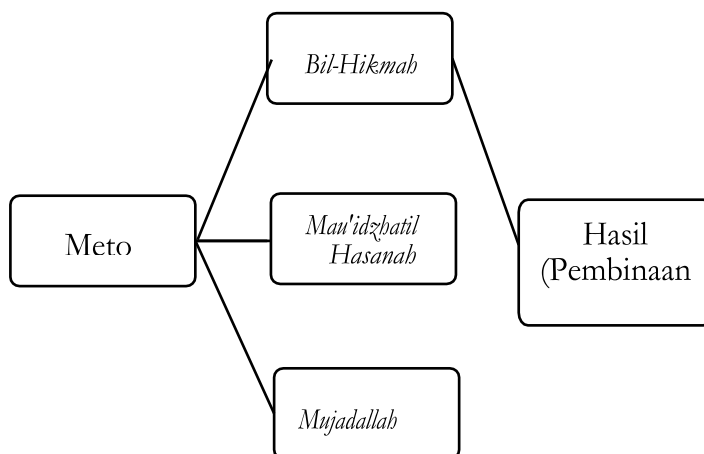 Bil-Hikmah
Meto
Mau'idzhatil
Hasanah
Hasil
(Pembinaan
Mujadallah